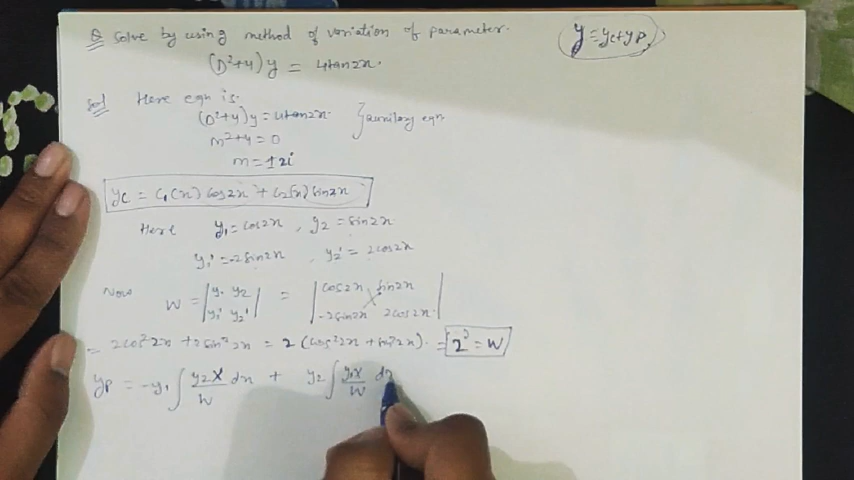 Q Solve by using method of variation of parameter.
y = yc+yp
(D²+4) y = 4tan2x.
Sol Here eqn is.
(D²+4)y = 4tan2x. } auxilary eqn
m²+4 = 0
m = ±2i
yc = C₁(x) cos2x + C₂(x) sin2x
Here y₁ = cos2x , y₂ = sin2x
y₁' = -2sin2x , y₂' = 2cos2x
Now W = |y₁ y₂| = |cos2x sin2x|
|y₁' y₂'| |-2sin2x 2cos2x|
= 2cos²2x + 2sin²2x = 2 (cos²2x + sin²2x). = 2 = W
yp = -y₁ ∫ y₂X/W dx + y₂ ∫ y₁X/W dx